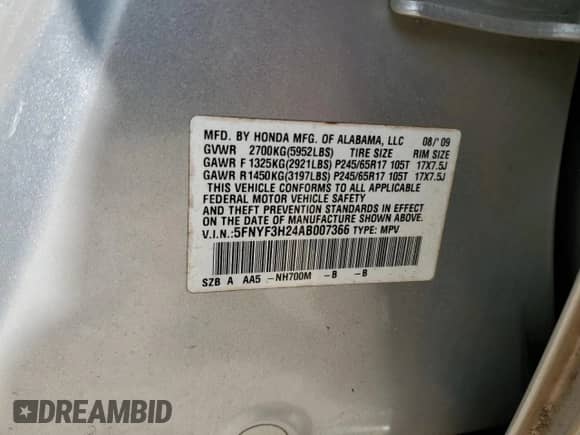 MFD. BY HONDA MFG. OF ALABAMA, LLC 08/'09
GVWR 2700KG(5952LBS) TIRE SIZE RIM SIZE
GAWR F 1325KG(2921LBS) P245/65R17 105T 17X7.5J
GAWR R 1450KG(3197LBS) P245/65R17 105T 17X7.5J
THIS VEHICLE CONFORMS TO ALL APPLICABLE
FEDERAL MOTOR VEHICLE SAFETY, BUMPER,
AND THEFT PREVENTION STANDARDS IN EFFECT
ON THE DATE OF MANUFACTURE SHOWN ABOVE.
V.I.N.:5FNYF3H24AB007366 TYPE: MPV
SZB A AA5 -NH700M -B -B
DREAMBID